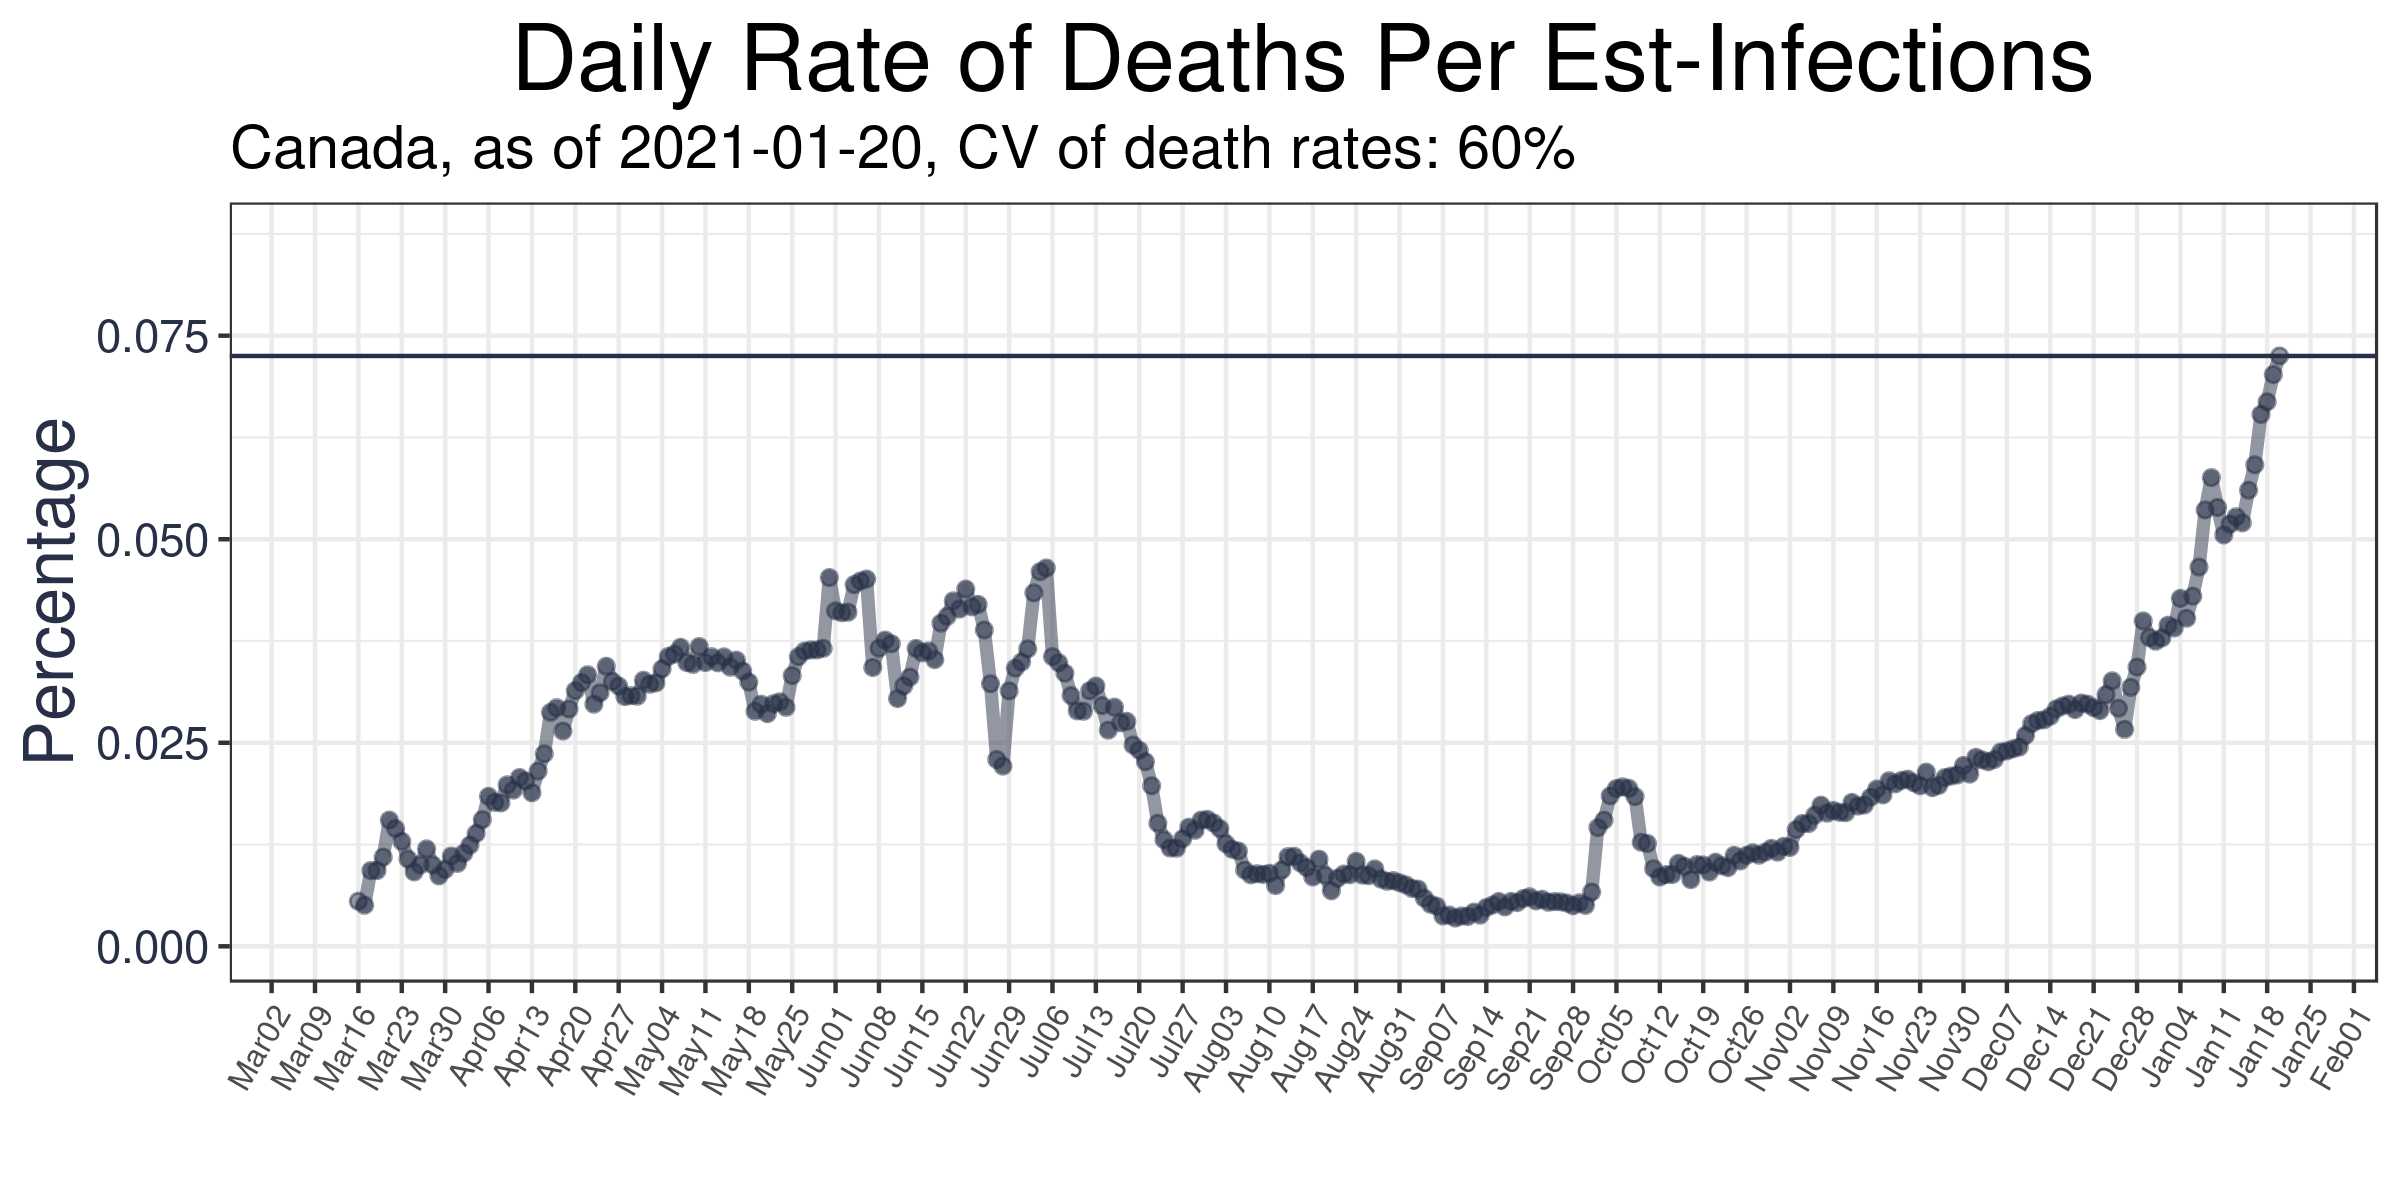 Daily Rate of Deaths Per Est-Infections
Canada, as of 2021-01-20, CV of death rates: 60%
Percentage
0.075
0.050
0.025
0.000
Mar02
Mar09
Mar16
Mar23
Mar30
Apr06
Apr13
Apr20
Apr27
May04
May11
May18
May25
Jun01
Jun08
Jun15
Jun22
Jun29
Jul06
Jul13
Jul20
Jul27
Aug03
Aug10
Aug17
Aug24
Aug31
Sep07
Sep14
Sep21
Sep28
Oct05
Oct12
Oct19
Oct26
Nov02
Nov09
Nov16
Nov23
Nov30
Dec07
Dec14
Dec21
Dec28
Jan04
Jan11
Jan18
Jan25
Feb01